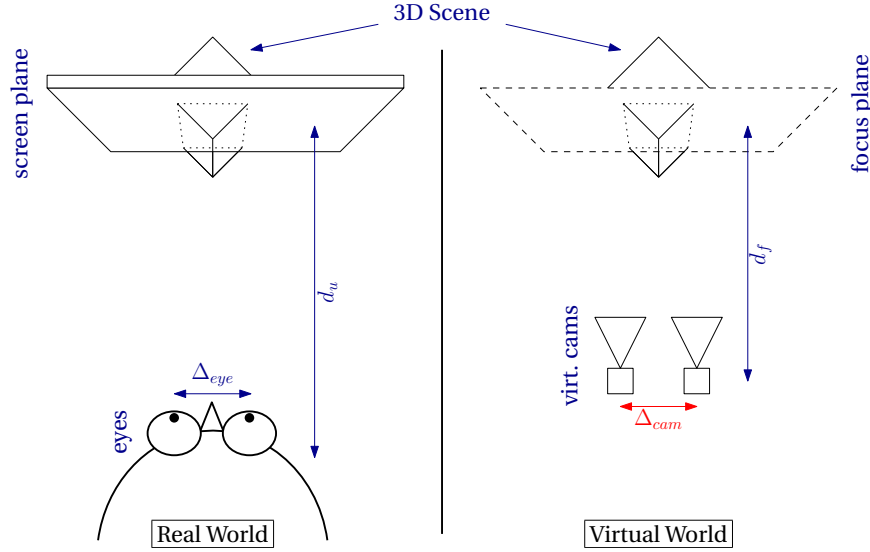 3D Scene
screen plane
focus plane
d_u
d_f
Δ_eye
eyes
virt. cams
Δ_cam
Real World
Virtual World